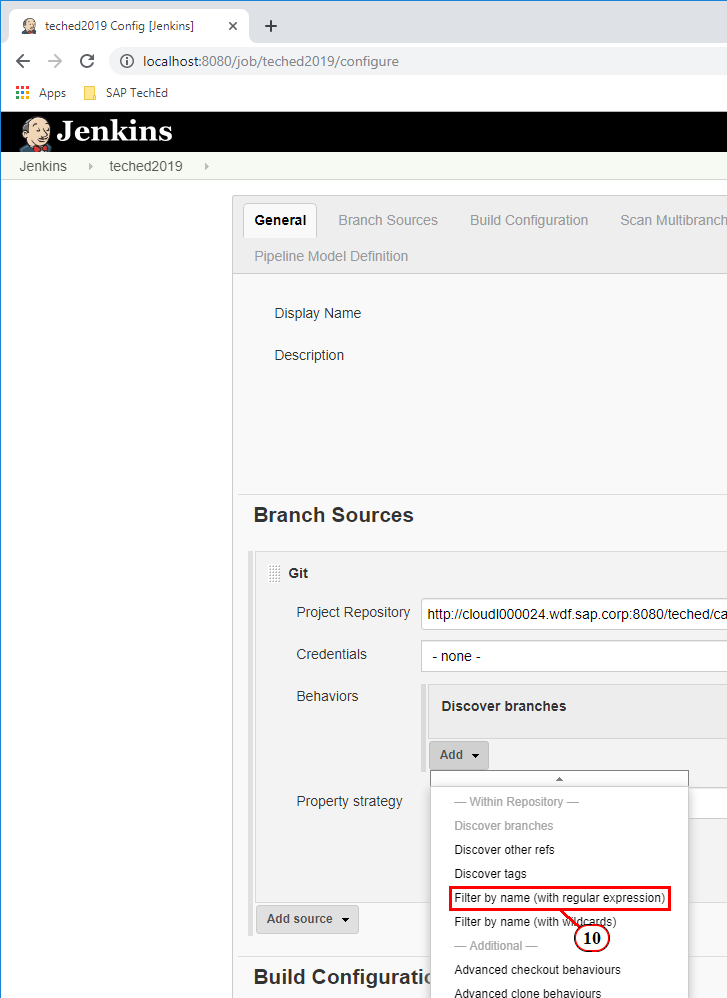 teched2019 Config [Jenkins]
localhost:8080/job/teched2019/configure
Apps SAP TechEd
Jenkins
Jenkins teched2019
General Branch Sources Build Configuration Scan Multibranch
Pipeline Model Definition
Display Name
Description
Branch Sources
Git
Project Repository http://cloudl000024.wdf.sap.corp:8080/teched/ca
Credentials - none -
Behaviors
Discover branches
Add
Property strategy
— Within Repository —
Discover branches
Discover other refs
Discover tags
Filter by name (with regular expression)
Filter by name (with wildcards)
10
Add source
— Additional —
Advanced checkout behaviours
Build Configuratio
Advanced clone behaviours